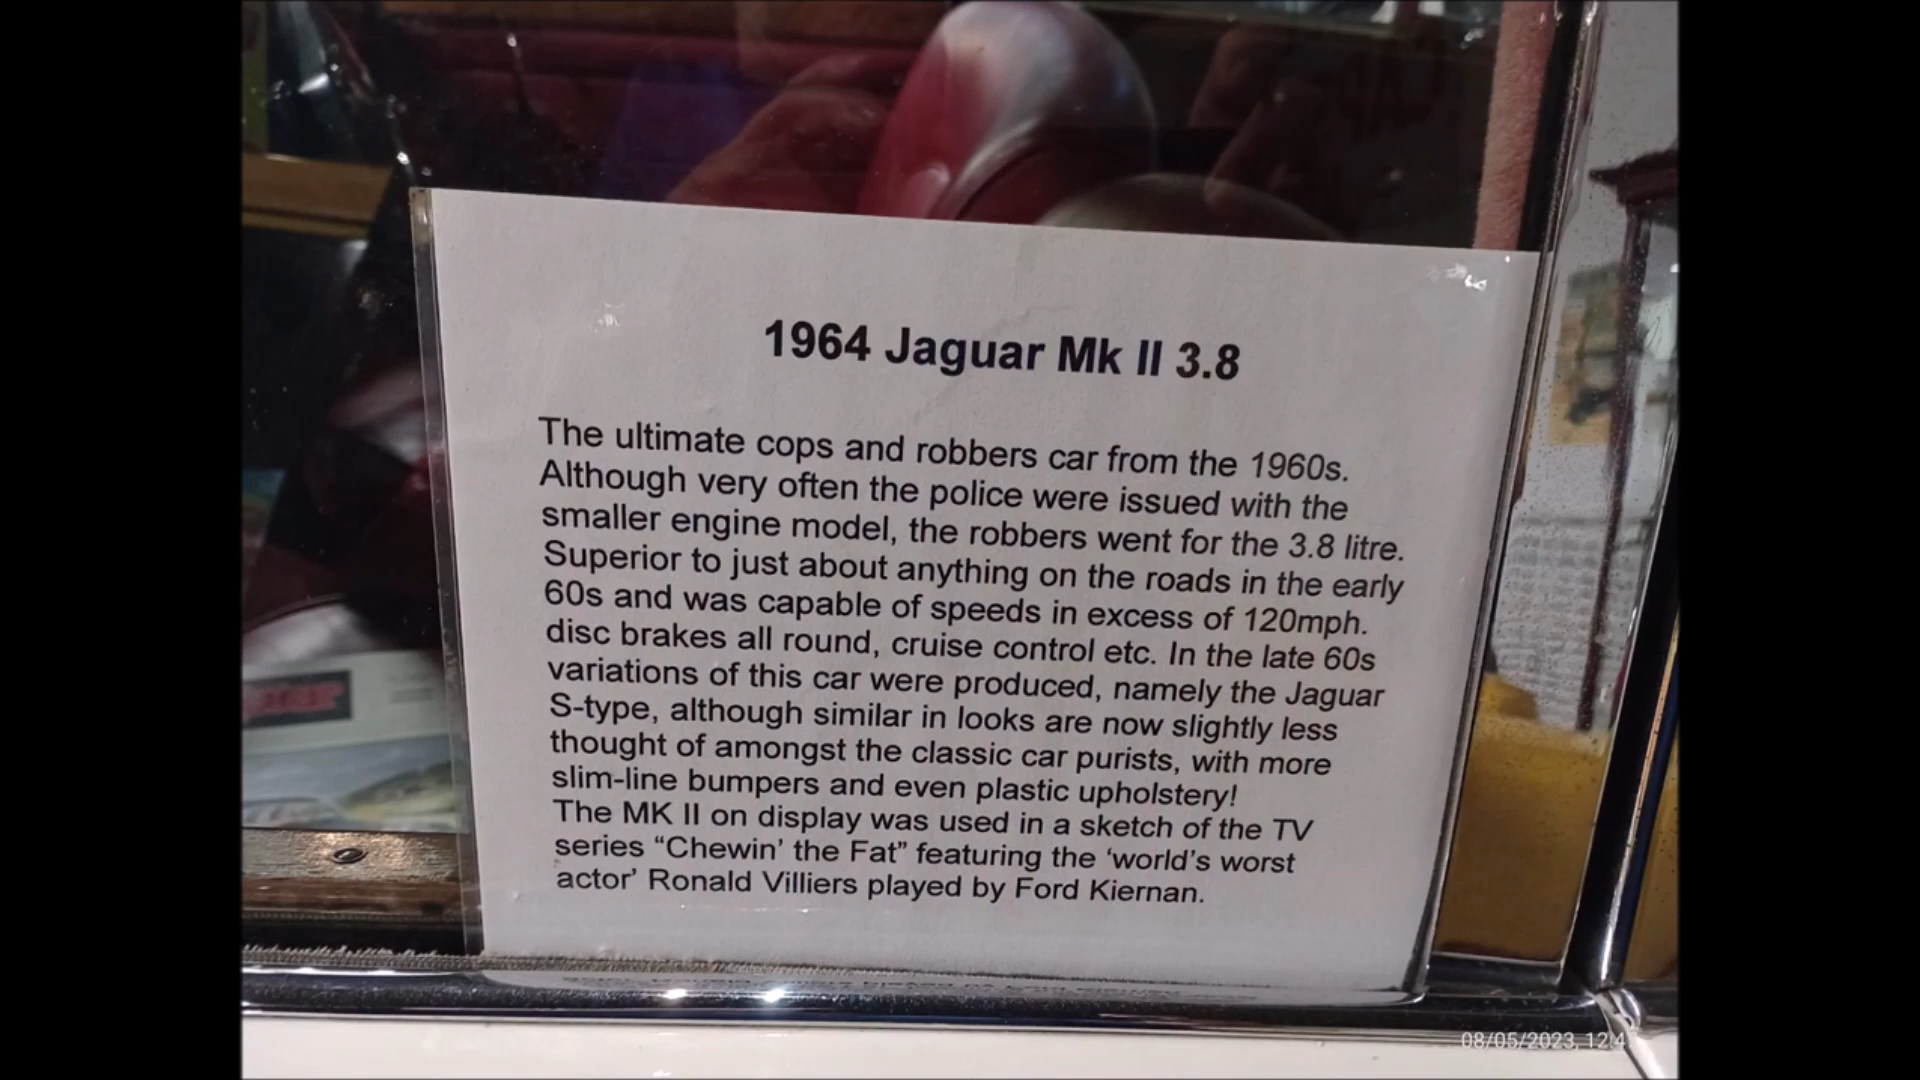 1964 Jaguar Mk II 3.8
The ultimate cops and robbers car from the 1960s.
Although very often the police were issued with the
smaller engine model, the robbers went for the 3.8 litre.
Superior to just about anything on the roads in the early
60s and was capable of speeds in excess of 120mph.
disc brakes all round, cruise control etc. In the late 60s
variations of this car were produced, namely the Jaguar
S-type, although similar in looks are now slightly less
thought of amongst the classic car purists, with more
slim-line bumpers and even plastic upholstery!
The MK II on display was used in a sketch of the TV
series “Chewin’ the Fat” featuring the ‘world’s worst
actor’ Ronald Villiers played by Ford Kiernan.
08/05/2023,